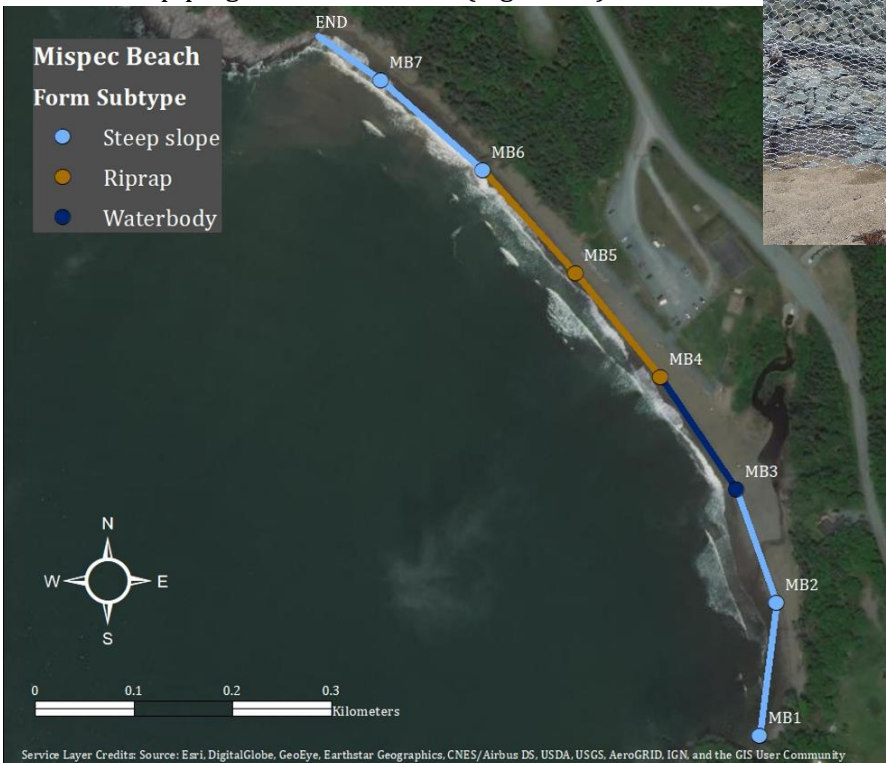 END
Mispec Beach
Form Subtype
Steep slope
Riprap
Waterbody
MB7
MB6
MB5
MB4
MB3
MB2
MB1
N
W
E
S
0
0.1
0.2
0.3
Kilometers
Service Layer Credits: Source: Esri, DigitalGlobe, GeoEye, Earthstar Geographics, CNES/Airbus DS, USDA, USGS, AeroGRID, IGN, and the GIS User Community